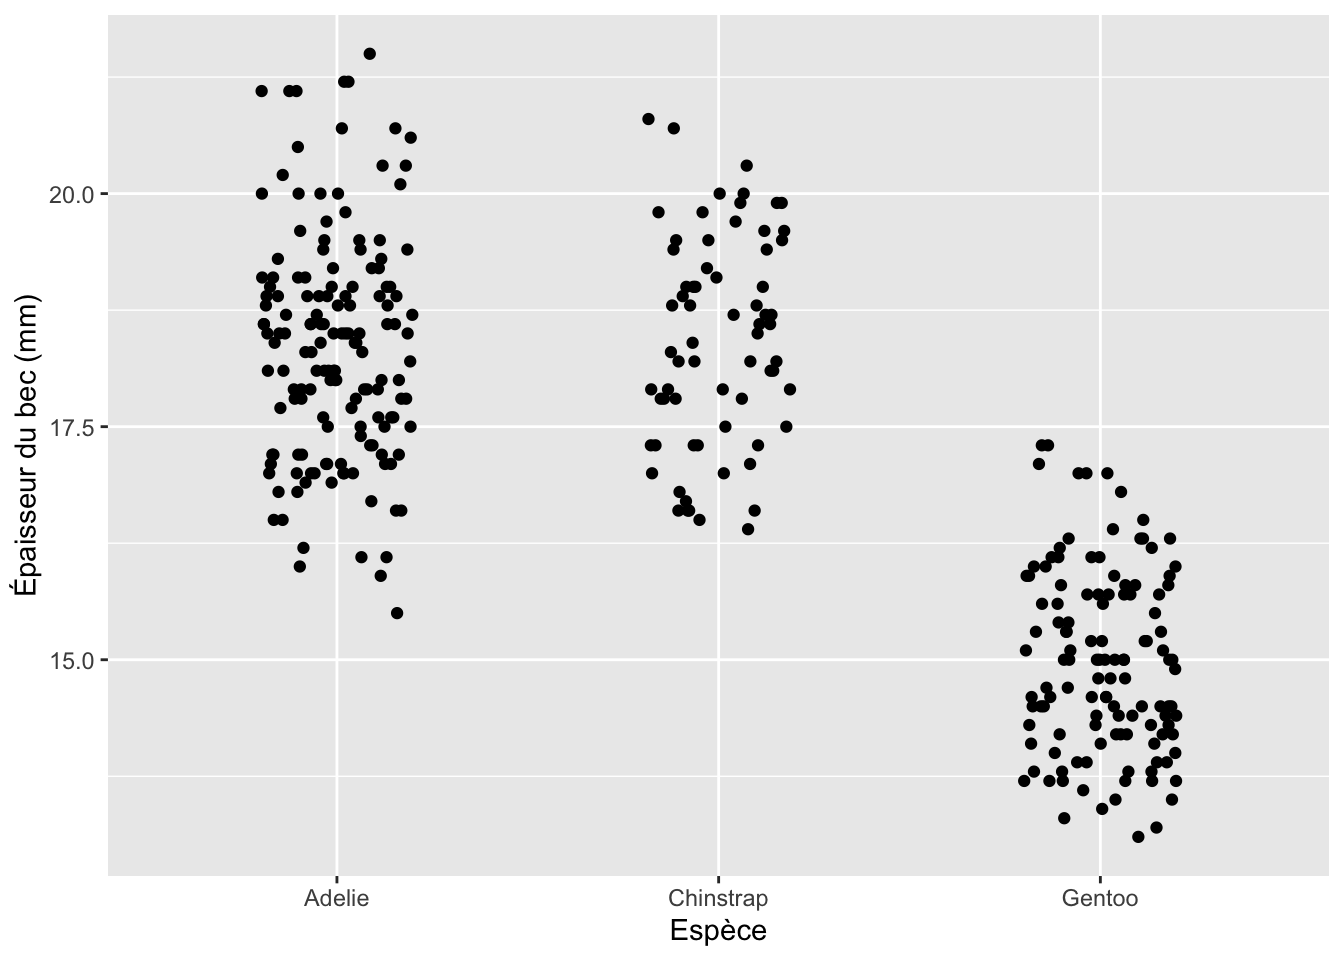 Épaisseur du bec (mm)
20.0
17.5
15.0
Adelie
Chinstrap
Gentoo
Espèce